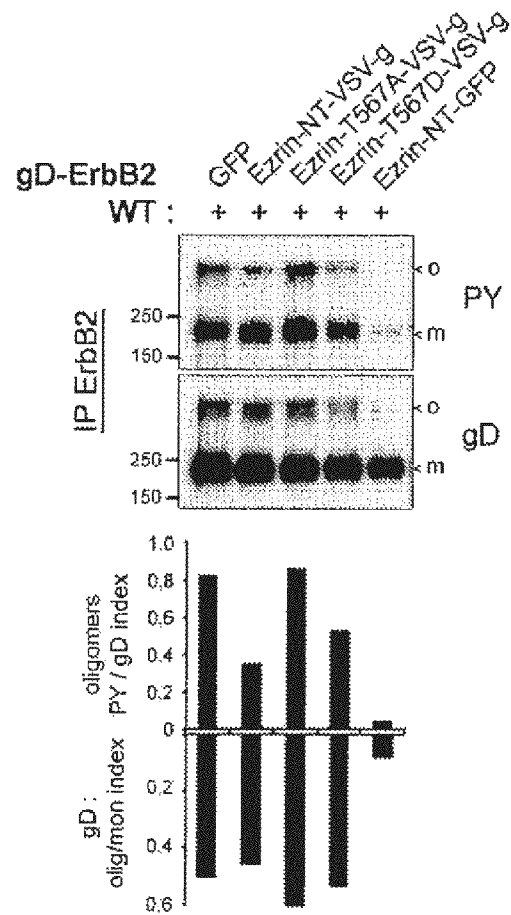 GFP
Ezrin-NT-VSV-g
Ezrin-T567A-VSV-g
Ezrin-T567D-VSV-g
Ezrin-NT-GFP
gD-ErbB2
WT : + + + + +
IP ErbB2
o
250
m
150
PY
o
250
m
150
gD
oligomers
PY / gD index
1.0
0,8
0.6
0.4
0.2
0
gD :
olig/mon index
0,2
0.4
0.6